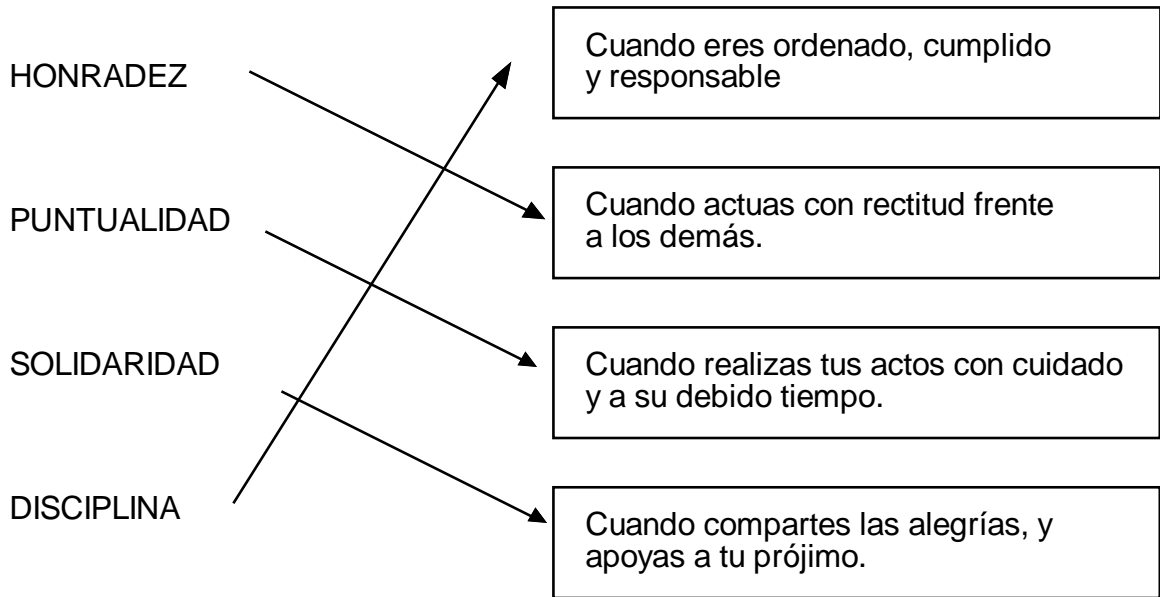 HONRADEZ
Cuando eres ordenado, cumplido
y responsable
PUNTUALIDAD
Cuando actuas con rectitud frente
a los demás.
SOLIDARIDAD
Cuando realizas tus actos con cuidado
y a su debido tiempo.
DISCIPLINA
Cuando compartes las alegrías, y
apoyas a tu prójimo.